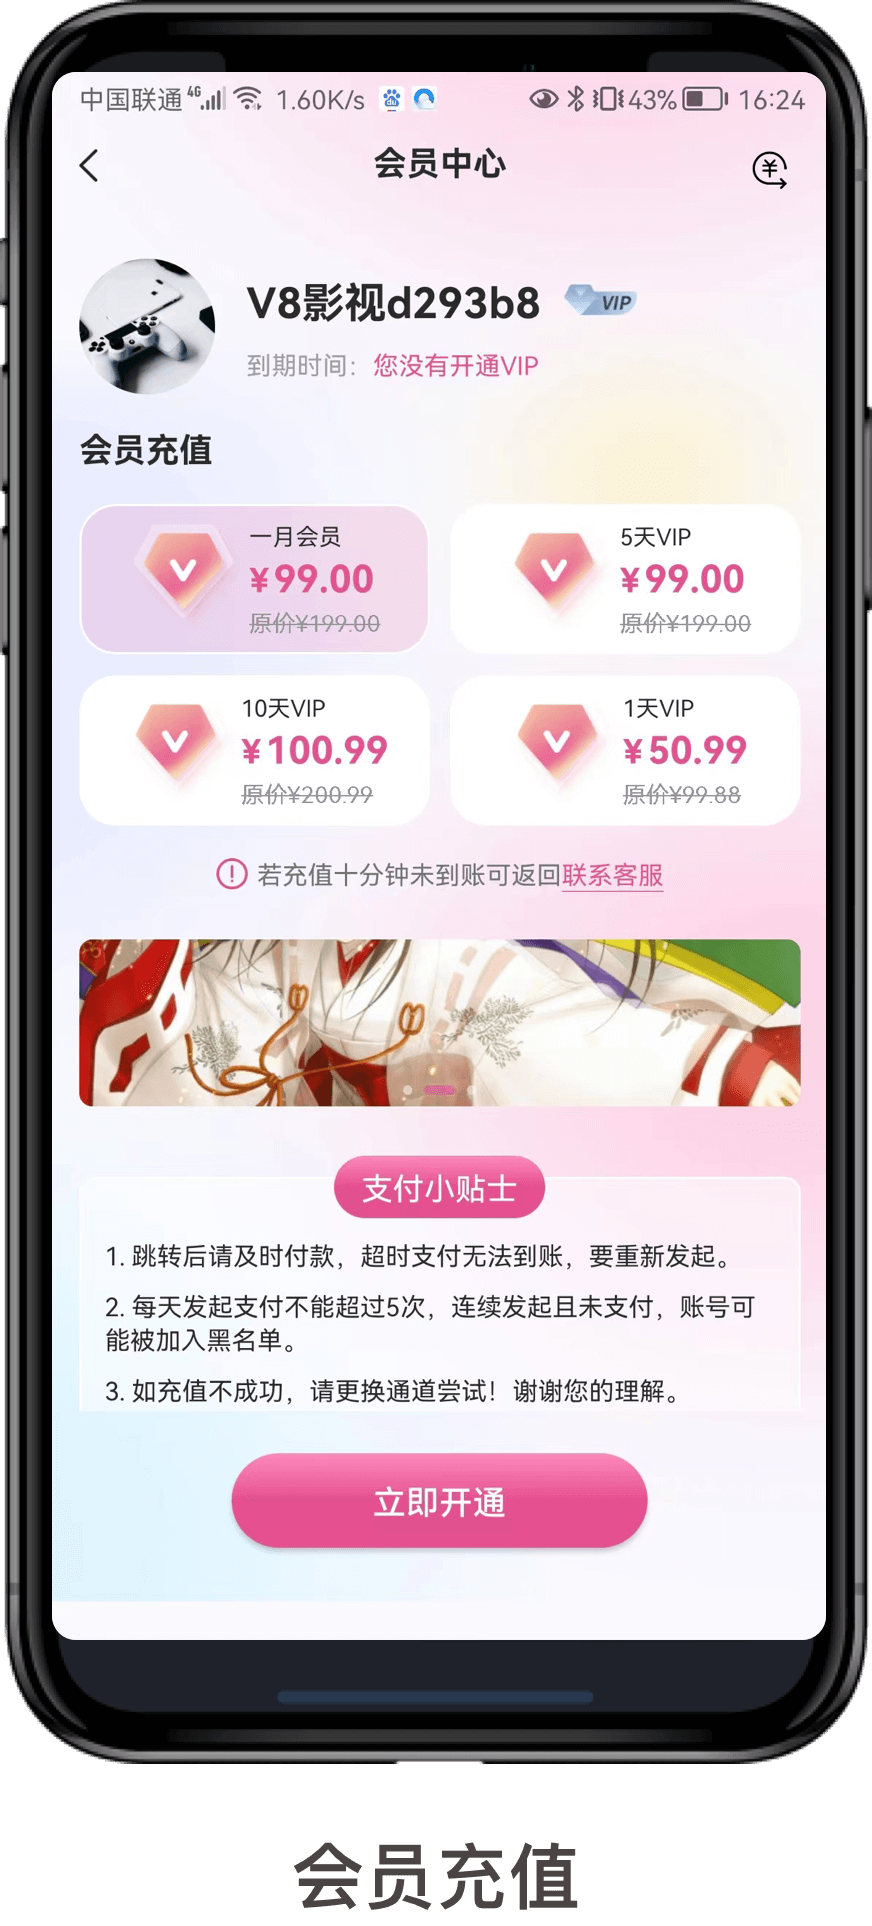 中国联通 4G 1.60K/s 43% 16:24
会员中心
V8影视d293b8 VIP
到期时间：您没有开通VIP
会员充值
一月会员
¥99.00
原价¥199.00
5天VIP
¥99.00
原价¥199.00
10天VIP
¥100.99
原价¥200.99
1天VIP
¥50.99
原价¥99.88
若充值十分钟未到账可返回联系客服
支付小贴士
1. 跳转后请及时付款，超时支付无法到账，要重新发起。
2. 每天发起支付不能超过5次，连续发起且未支付，账号可
能被加入黑名单。
3. 如充值不成功，请更换通道尝试！谢谢您的理解。
立即开通
会员充值